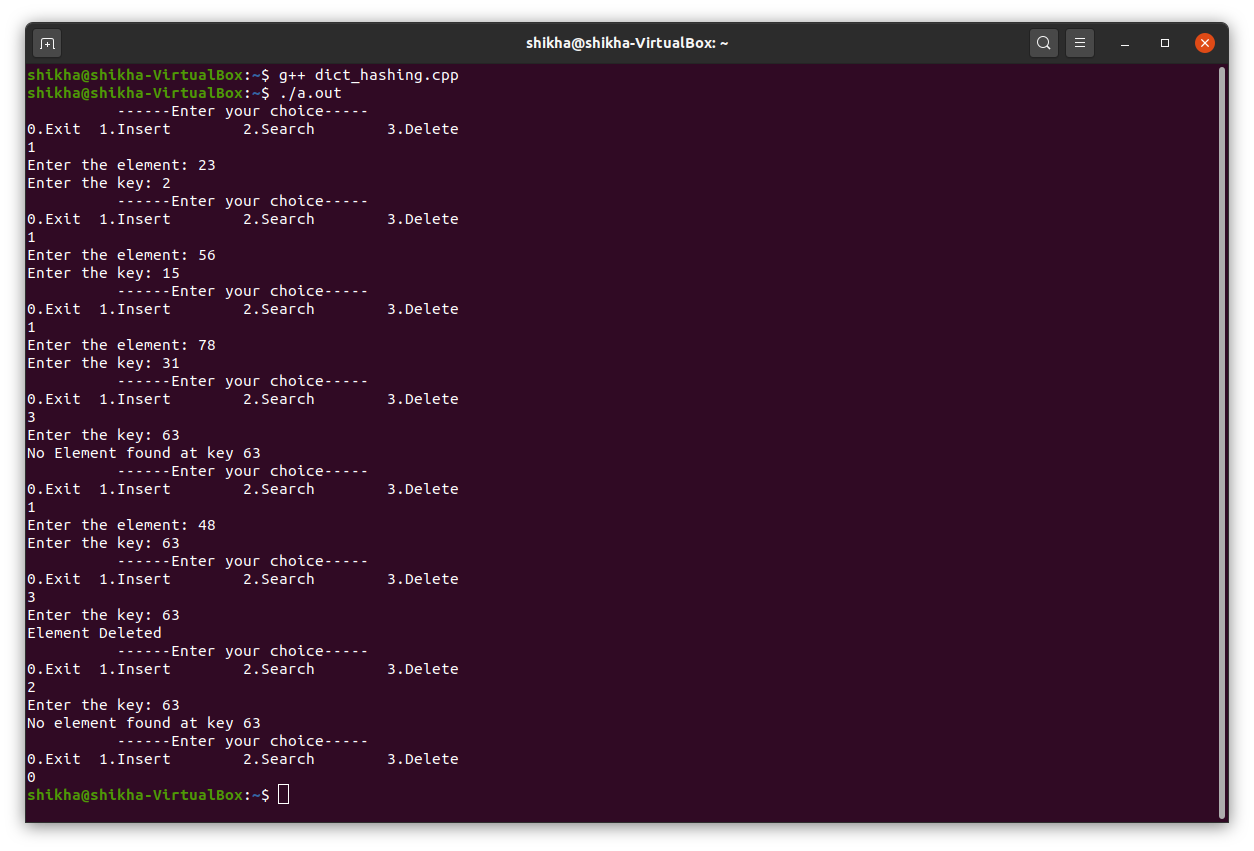 shikha@shikha-VirtualBox: ~
shikha@shikha-VirtualBox:~$ g++ dict_hashing.cpp
shikha@shikha-VirtualBox:~$ ./a.out
          ------Enter your choice-----
0.Exit  1.Insert        2.Search        3.Delete
1
Enter the element: 23
Enter the key: 2
          ------Enter your choice-----
0.Exit  1.Insert        2.Search        3.Delete
1
Enter the element: 56
Enter the key: 15
          ------Enter your choice-----
0.Exit  1.Insert        2.Search        3.Delete
1
Enter the element: 78
Enter the key: 31
          ------Enter your choice-----
0.Exit  1.Insert        2.Search        3.Delete
3
Enter the key: 63
No Element found at key 63
          ------Enter your choice-----
0.Exit  1.Insert        2.Search        3.Delete
1
Enter the element: 48
Enter the key: 63
          ------Enter your choice-----
0.Exit  1.Insert        2.Search        3.Delete
3
Enter the key: 63
Element Deleted
          ------Enter your choice-----
0.Exit  1.Insert        2.Search        3.Delete
2
Enter the key: 63
No element found at key 63
          ------Enter your choice-----
0.Exit  1.Insert        2.Search        3.Delete
0
shikha@shikha-VirtualBox:~$